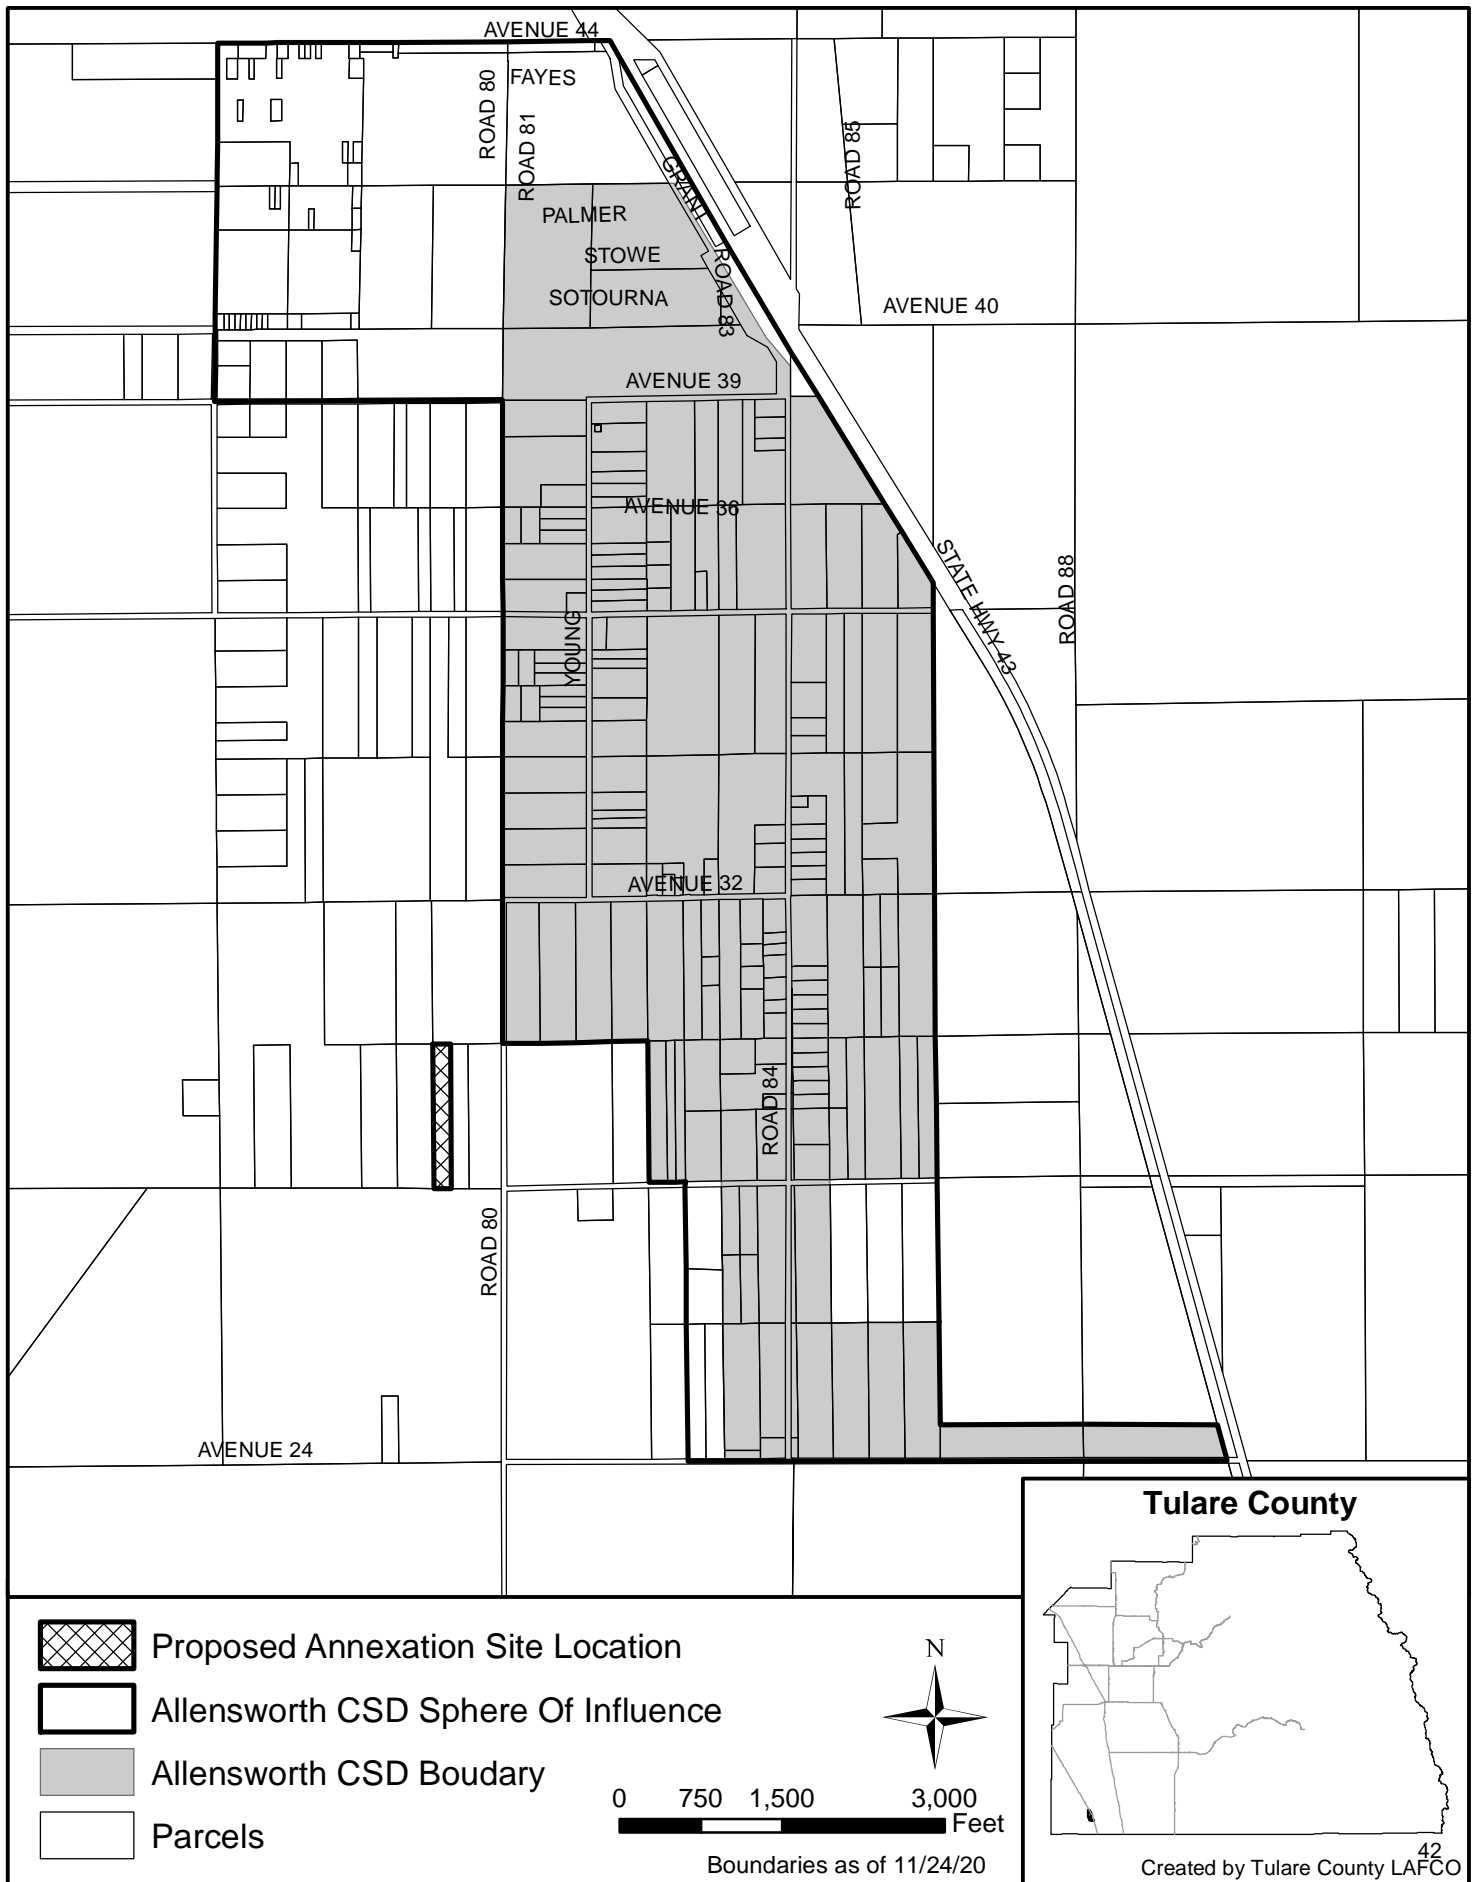 AVENUE 44
FAYES
ROAD 80
ROAD 81
ROAD 85
GRANT
PALMER
STOWE
SOTOURNA
ROAD 83
AVENUE 40
AVENUE 39
AVENUE 36
STATE HWY 43
ROAD 88
YOUNG
AVENUE 32
ROAD 84
ROAD 80
AVENUE 24
Tulare County
Proposed Annexation Site Location
Allensworth CSD Sphere Of Influence
Allensworth CSD Boudary
Parcels
N
0 750 1,500 3,000
Feet
Boundaries as of 11/24/20
42
Created by Tulare County LAFCO